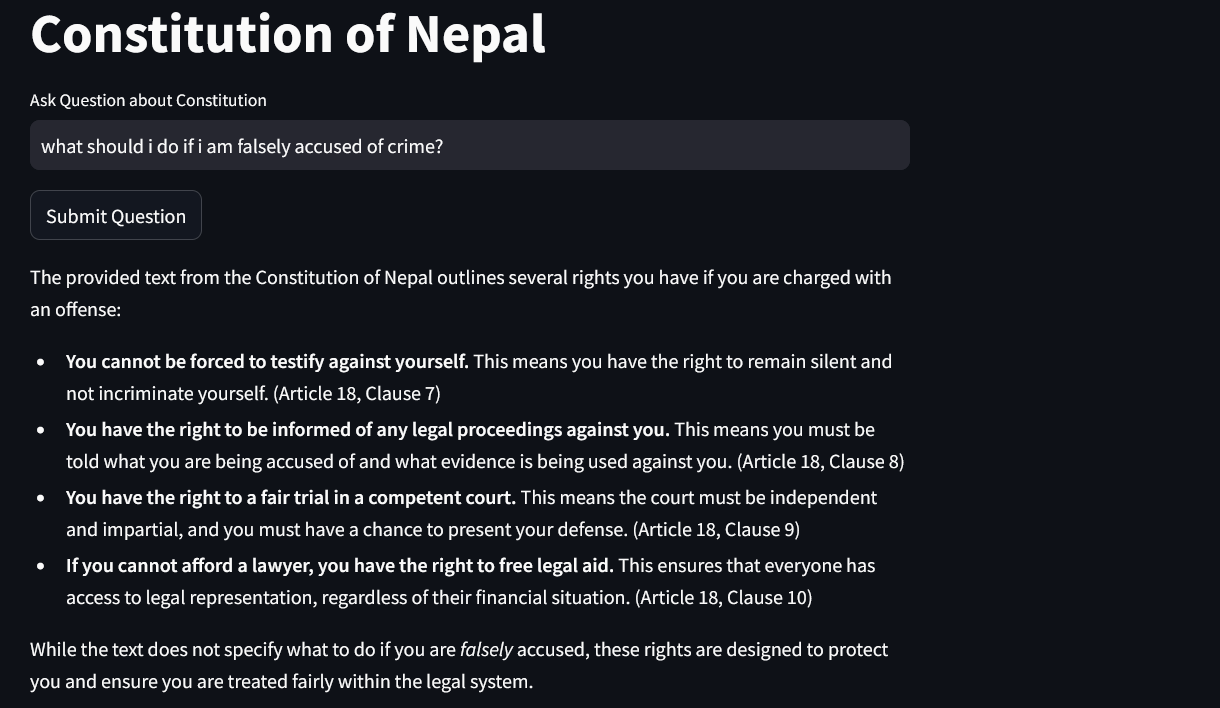 Constitution of Nepal
Ask Question about Constitution
what should i do if i am falsely accused of crime?
Submit Question
The provided text from the Constitution of Nepal outlines several rights you have if you are charged with
an offense:
• You cannot be forced to testify against yourself. This means you have the right to remain silent and
not incriminate yourself. (Article 18, Clause 7)
• You have the right to be informed of any legal proceedings against you. This means you must be
told what you are being accused of and what evidence is being used against you. (Article 18, Clause 8)
• You have the right to a fair trial in a competent court. This means the court must be independent
and impartial, and you must have a chance to present your defense. (Article 18, Clause 9)
• If you cannot afford a lawyer, you have the right to free legal aid. This ensures that everyone has
access to legal representation, regardless of their financial situation. (Article 18, Clause 10)
While the text does not specify what to do if you are falsely accused, these rights are designed to protect
you and ensure you are treated fairly within the legal system.